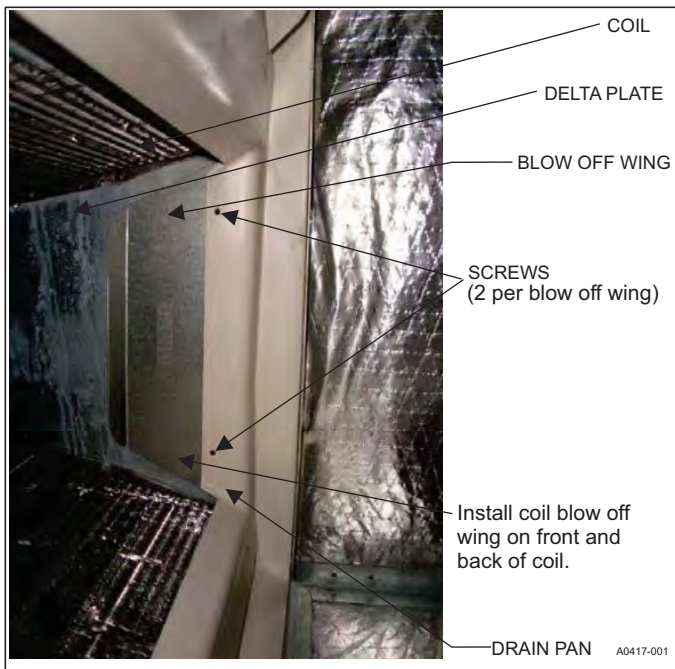 COIL
DELTA PLATE
BLOW OFF WING
SCREWS
(2 per blow off wing)
Install coil blow off
wing on front and
back of coil.
DRAIN PAN
A0417-001